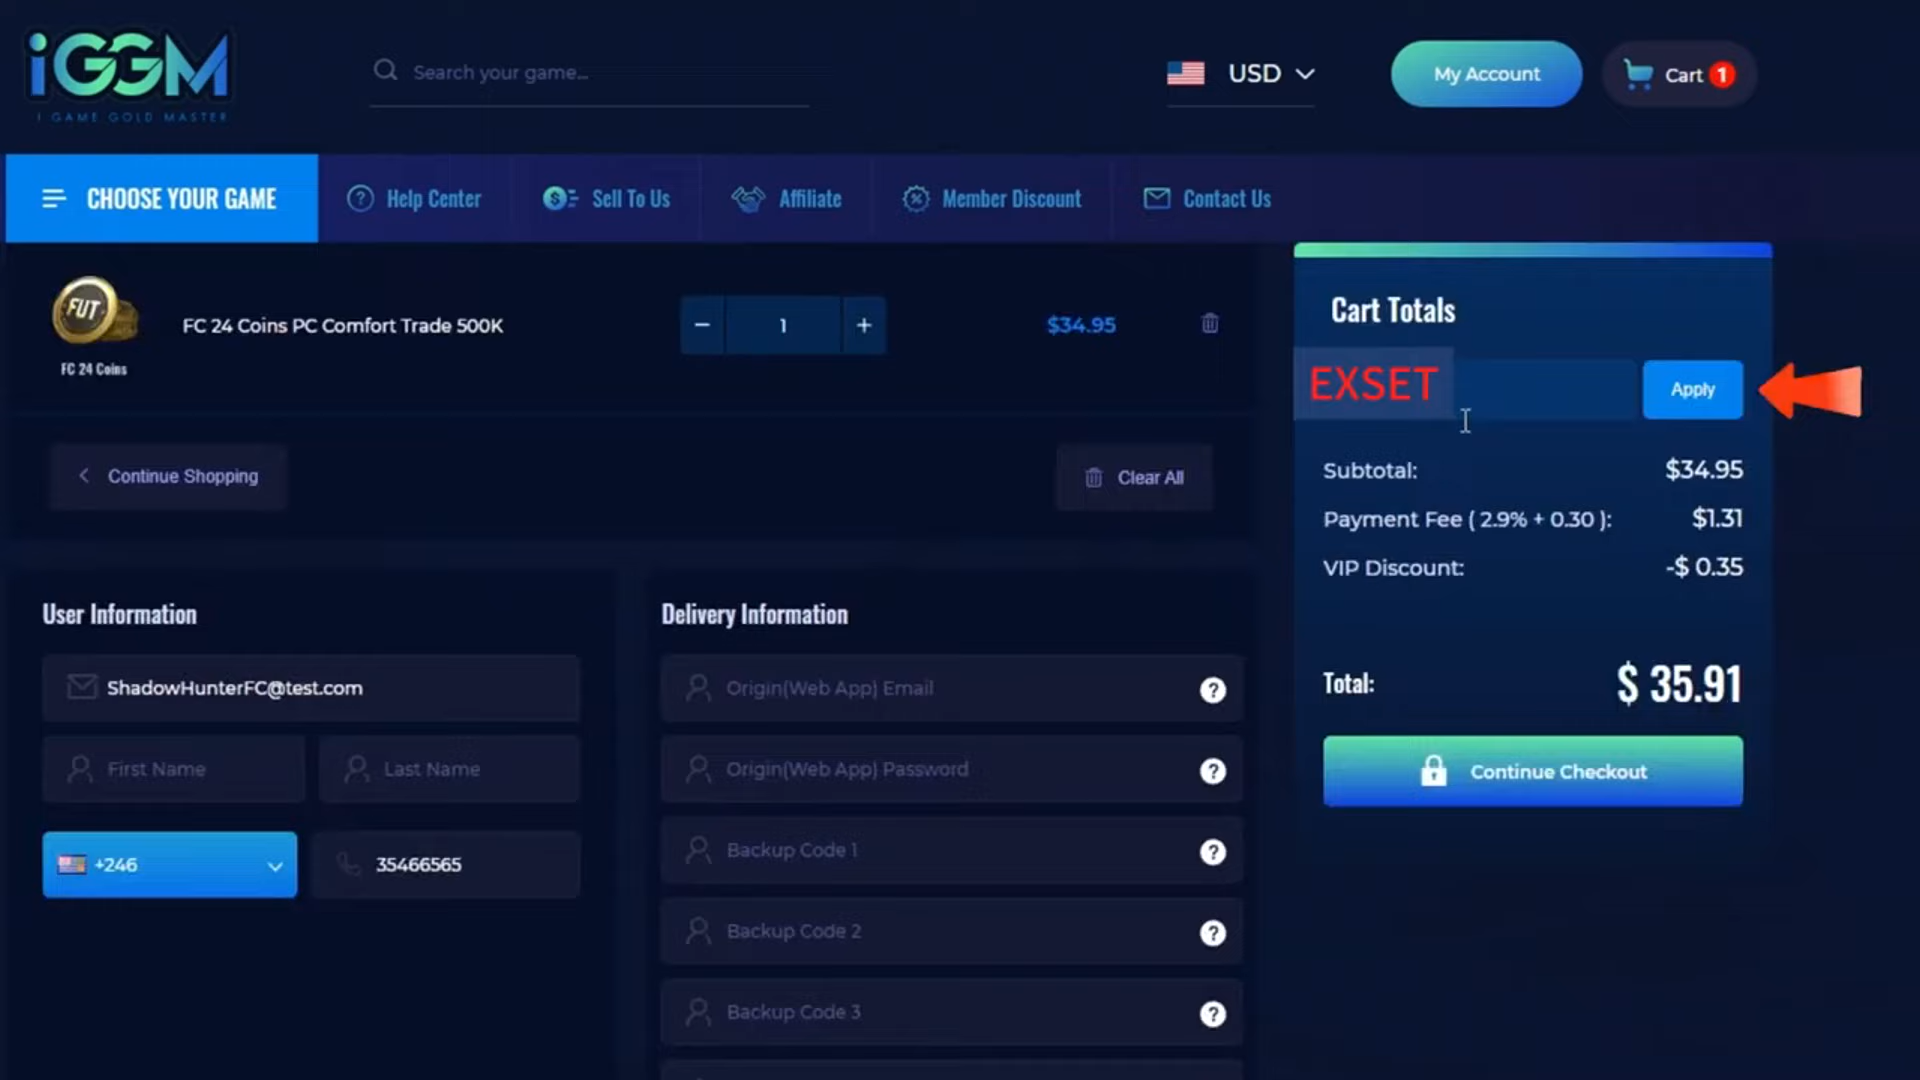 iGGM
I GAME GOLD MASTER
Search your game...
USD
My Account
Cart 1
CHOOSE YOUR GAME
Help Center
Sell To Us
Affiliate
Member Discount
Contact Us
FUT
FC 24 Coins
FC 24 Coins PC Comfort Trade 500K
− 1 +
$34.95
Continue Shopping
Clear All
Cart Totals
EXSET
Apply
Subtotal: $34.95
Payment Fee ( 2.9% + 0.30 ): $1.31
VIP Discount: -$ 0.35
Total: $ 35.91
Continue Checkout
User Information
ShadowHunterFC@test.com
First Name
Last Name
+246
35466565
Delivery Information
Origin(Web App) Email ?
Origin(Web App) Password ?
Backup Code 1 ?
Backup Code 2 ?
Backup Code 3 ?